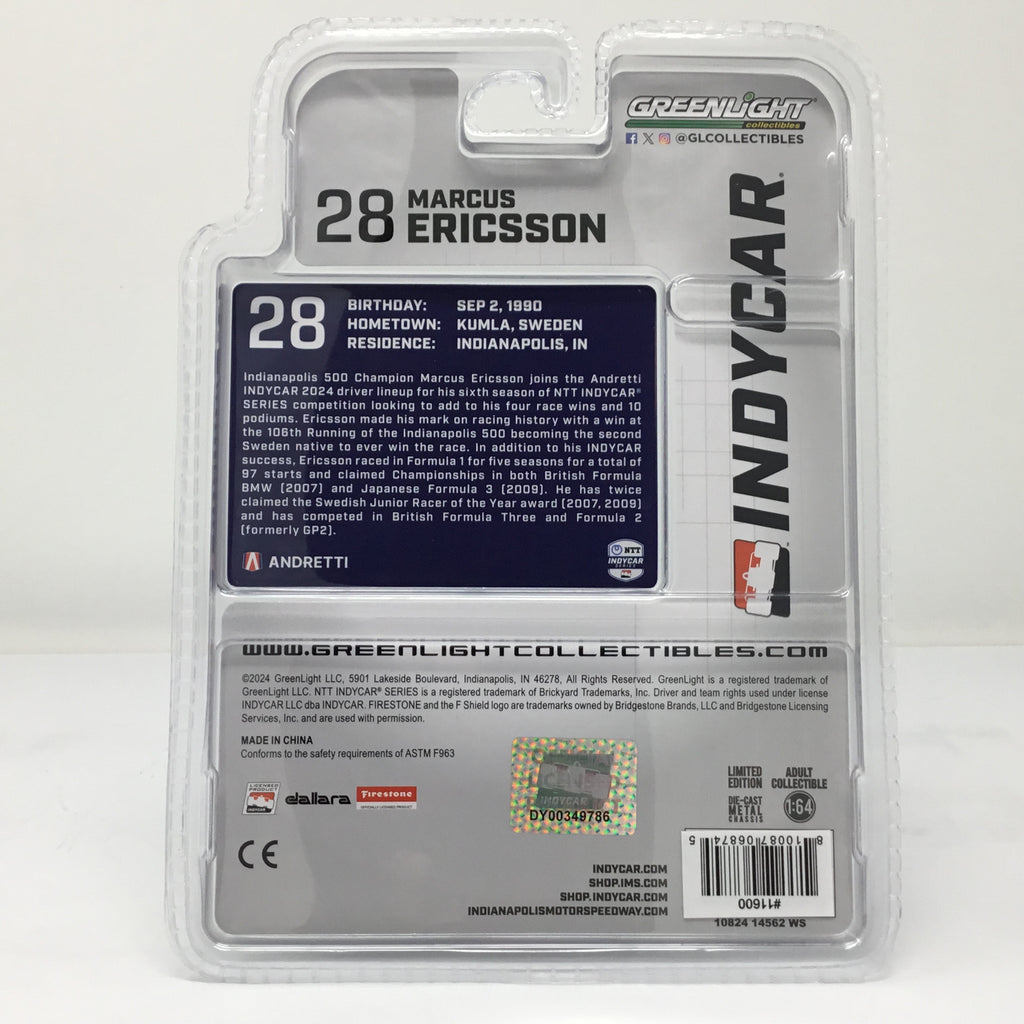 GREENLIGHT®
collectibles
@GLCOLLECTIBLES
28 MARCUS
ERICSSON
INDYCAR®
28
BIRTHDAY: SEP 2, 1990
HOMETOWN: KUMLA, SWEDEN
RESIDENCE: INDIANAPOLIS, IN
Indianapolis 500 Champion Marcus Ericsson joins the Andretti
INDYCAR 2024 driver lineup for his sixth season of NTT INDYCAR®
SERIES competition looking to add to his four race wins and 10
podiums. Ericsson made his mark on racing history with a win at
the 106th Running of the Indianapolis 500 becoming the second
Sweden native to ever win the race. In addition to his INDYCAR
success, Ericsson raced in Formula 1 for five seasons for a total of
97 starts and claimed Championships in both British Formula
BMW (2007) and Japanese Formula 3 (2009). He has twice
claimed the Swedish Junior Racer of the Year award (2007, 2009)
and has competed in British Formula Three and Formula 2
(formerly GP2).
ANDRETTI
NTT
INDYCAR
SERIES
www.GREENLIGHTCOLLECTIBLES.COM
©2024 GreenLight LLC, 5901 Lakeside Boulevard, Indianapolis, IN 46278, All Rights Reserved. GreenLight is a registered trademark of
GreenLight LLC. NTT INDYCAR® SERIES is a registered trademark of Brickyard Trademarks, Inc. Driver and team rights used under license
INDYCAR LLC dba INDYCAR. FIRESTONE and the F Shield logo are trademarks owned by Bridgestone Brands, LLC and Bridgestone Licensing
Services, Inc. and are used with permission.
MADE IN CHINA
Conforms to the safety requirements of ASTM F963
LICENSED
PRODUCT
INDYCAR
dallara
Firestone
OFFICIALLY LICENSED PRODUCT
INDYCAR
DY00349786
LIMITED
EDITION
ADULT
COLLECTIBLE
DIE-CAST
METAL
CHASSIS
1:64
CE
INDYCAR.COM
SHOP.IMS.COM
SHOP.INDYCAR.COM
INDIANAPOLISMOTORSPEEDWAY.COM
8 10087 06874 5
#11600
10824 14562 WS